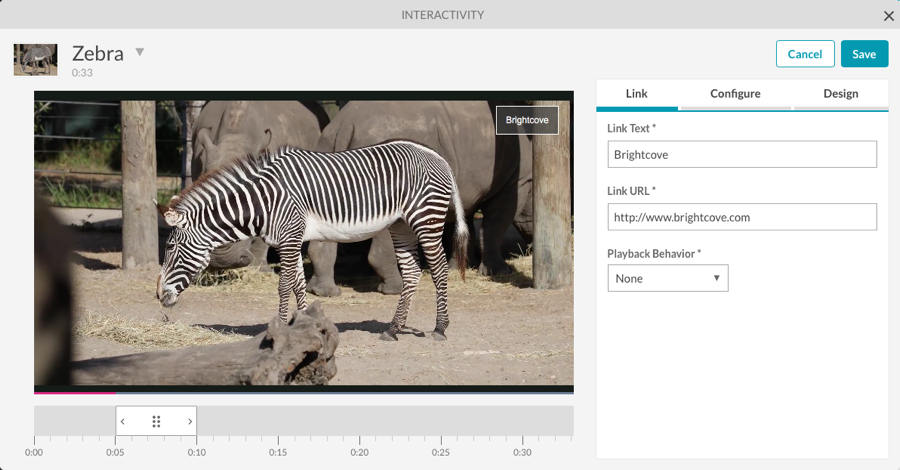 INTERACTIVITY
Zebra
0:33
Cancel
Save
Brightcove
Link
Configure
Design
Link Text *
Brightcove
Link URL *
http://www.brightcove.com
Playback Behavior *
None
0:00 0:05 0:10 0:15 0:20 0:25 0:30